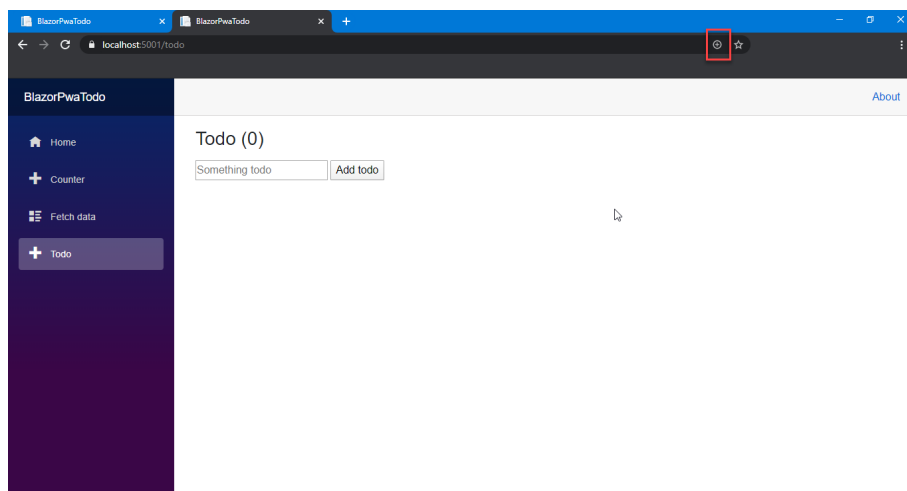 BlazorPwaTodo
BlazorPwaTodo
localhost:5001/todo
BlazorPwaTodo
About
Home
Counter
Fetch data
Todo
Todo (0)
Something todo
Add todo